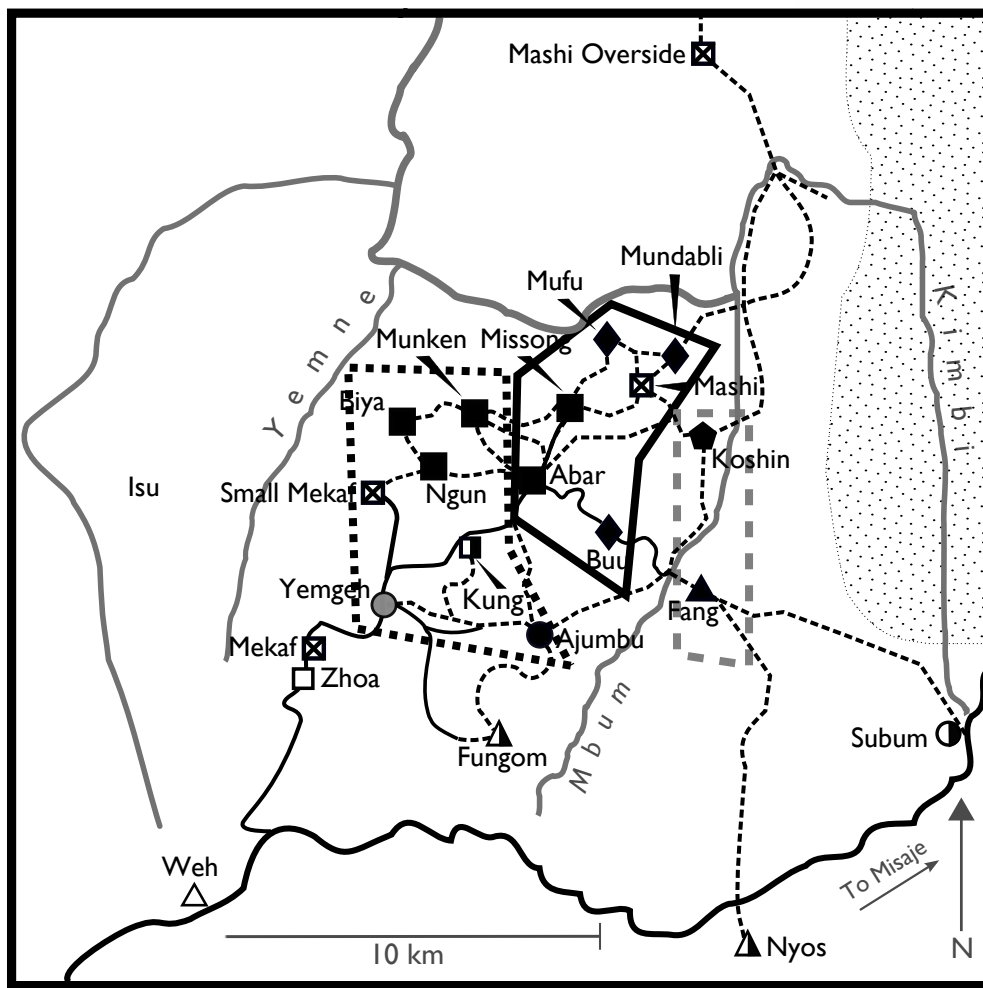 Mashi Overside
Mundabli
Mufu
Kimbi
Yemne
Munken
Missong
Mashi
Biya
Koshin
Isu
Small Mekaf
Ngun
Abar
Buu
Yemgeh
Kung
Fang
Mekaf
Ajumbu
Zhoa
Mbum
Subum
Fungom
Weh
To Misaje
10 km
Nyos
N